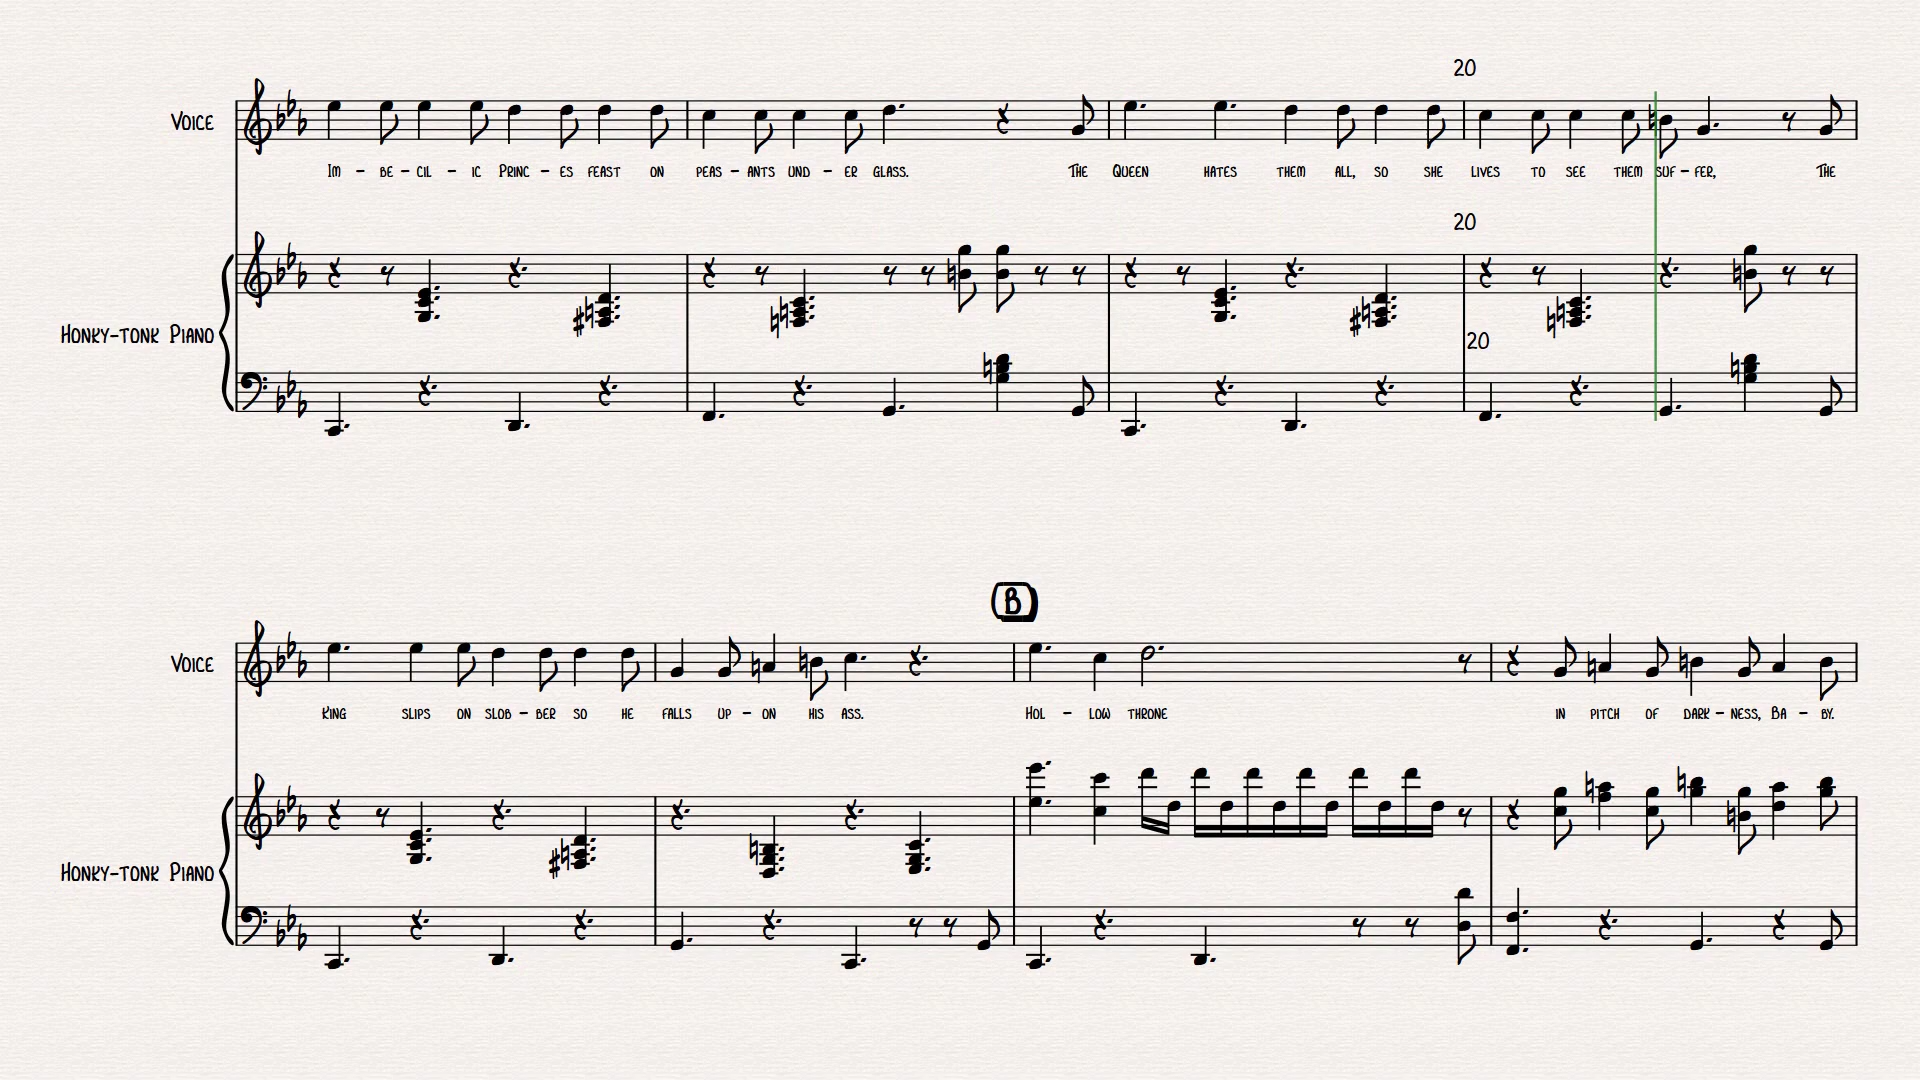 20
Voice
Im - be - cil - ic Princ - es feast on peas - ants und - er glass. The Queen hates them all, so she lives to see them suf - fer, The
20
Honky-tonk Piano
20
B
Voice
King slips on slob - ber so he falls up - on his ass. Hol - low throne in pitch of dark - ness, Ba - by.
Honky-tonk Piano